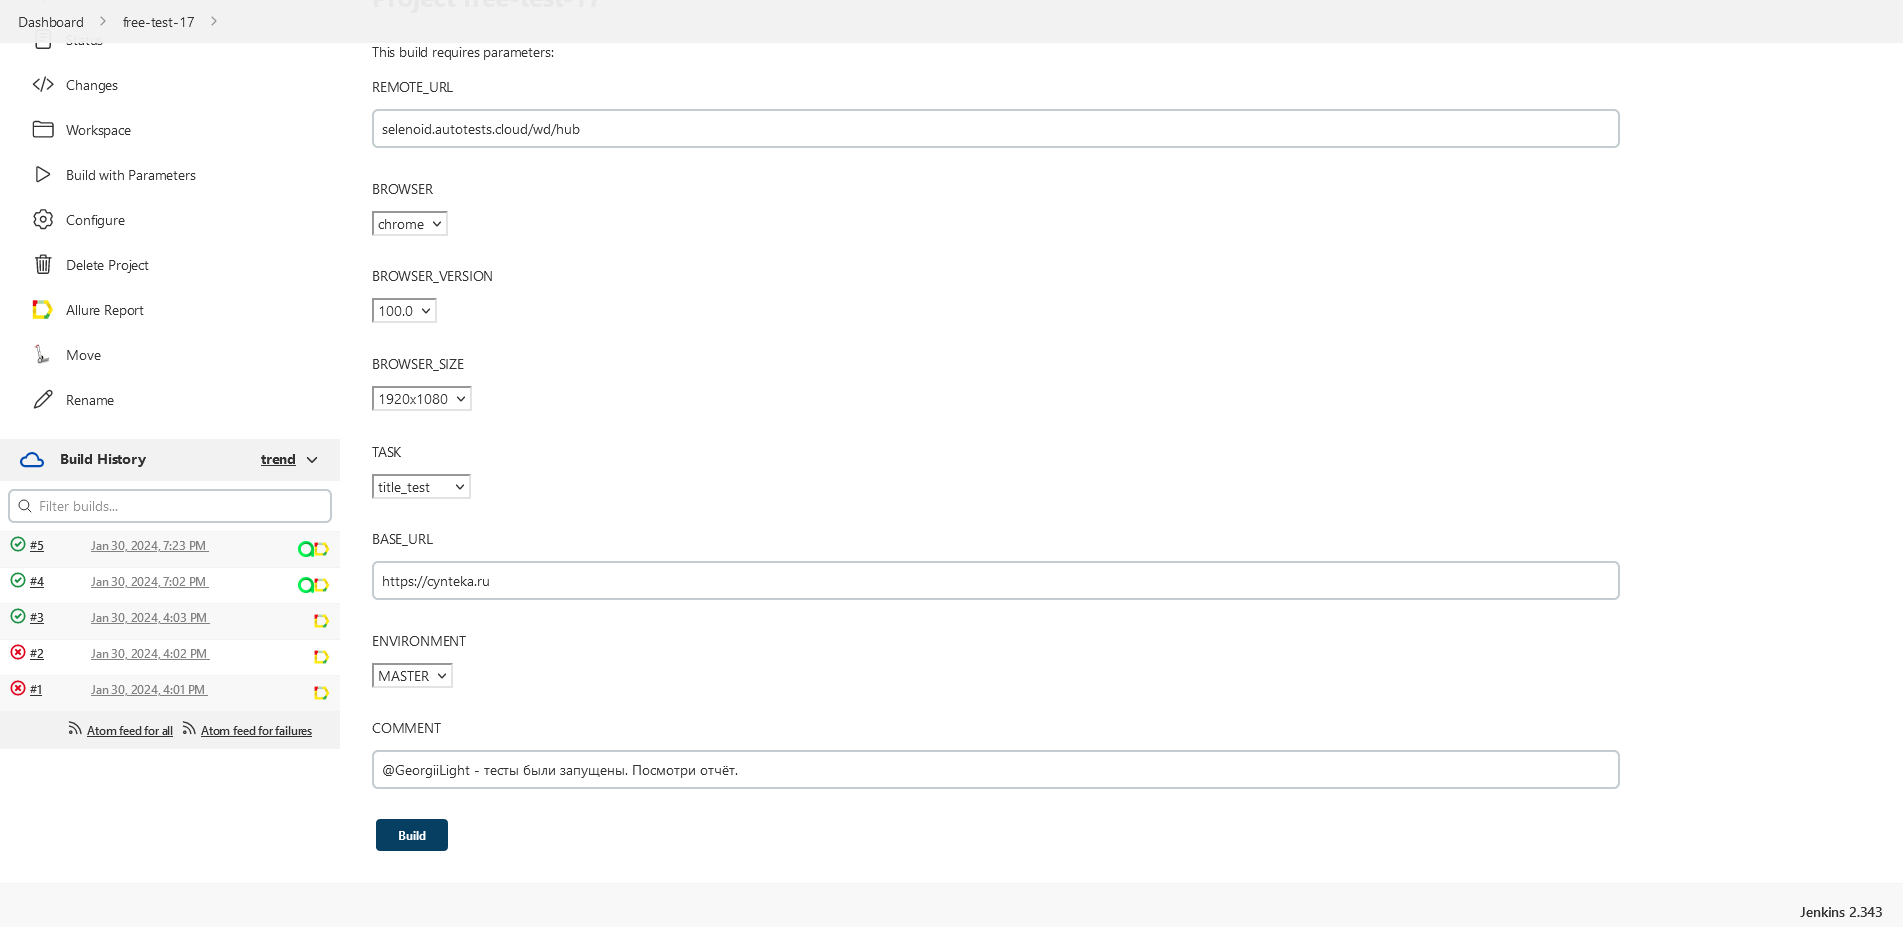 Project free-test-17
Dashboard
free-test-17
Status
Changes
Workspace
Build with Parameters
Configure
Delete Project
Allure Report
Move
Rename
Build History
trend
Filter builds...
#5 Jan 30, 2024, 7:23 PM
#4 Jan 30, 2024, 7:02 PM
#3 Jan 30, 2024, 4:03 PM
#2 Jan 30, 2024, 4:02 PM
#1 Jan 30, 2024, 4:01 PM
Atom feed for all
Atom feed for failures
This build requires parameters:
REMOTE_URL
selenoid.autotests.cloud/wd/hub
BROWSER
chrome
BROWSER_VERSION
100.0
BROWSER_SIZE
1920x1080
TASK
title_test
BASE_URL
https://cynteka.ru
ENVIRONMENT
MASTER
COMMENT
@GeorgiiLight - тесты были запущены. Посмотри отчёт.
Build
Jenkins 2.343